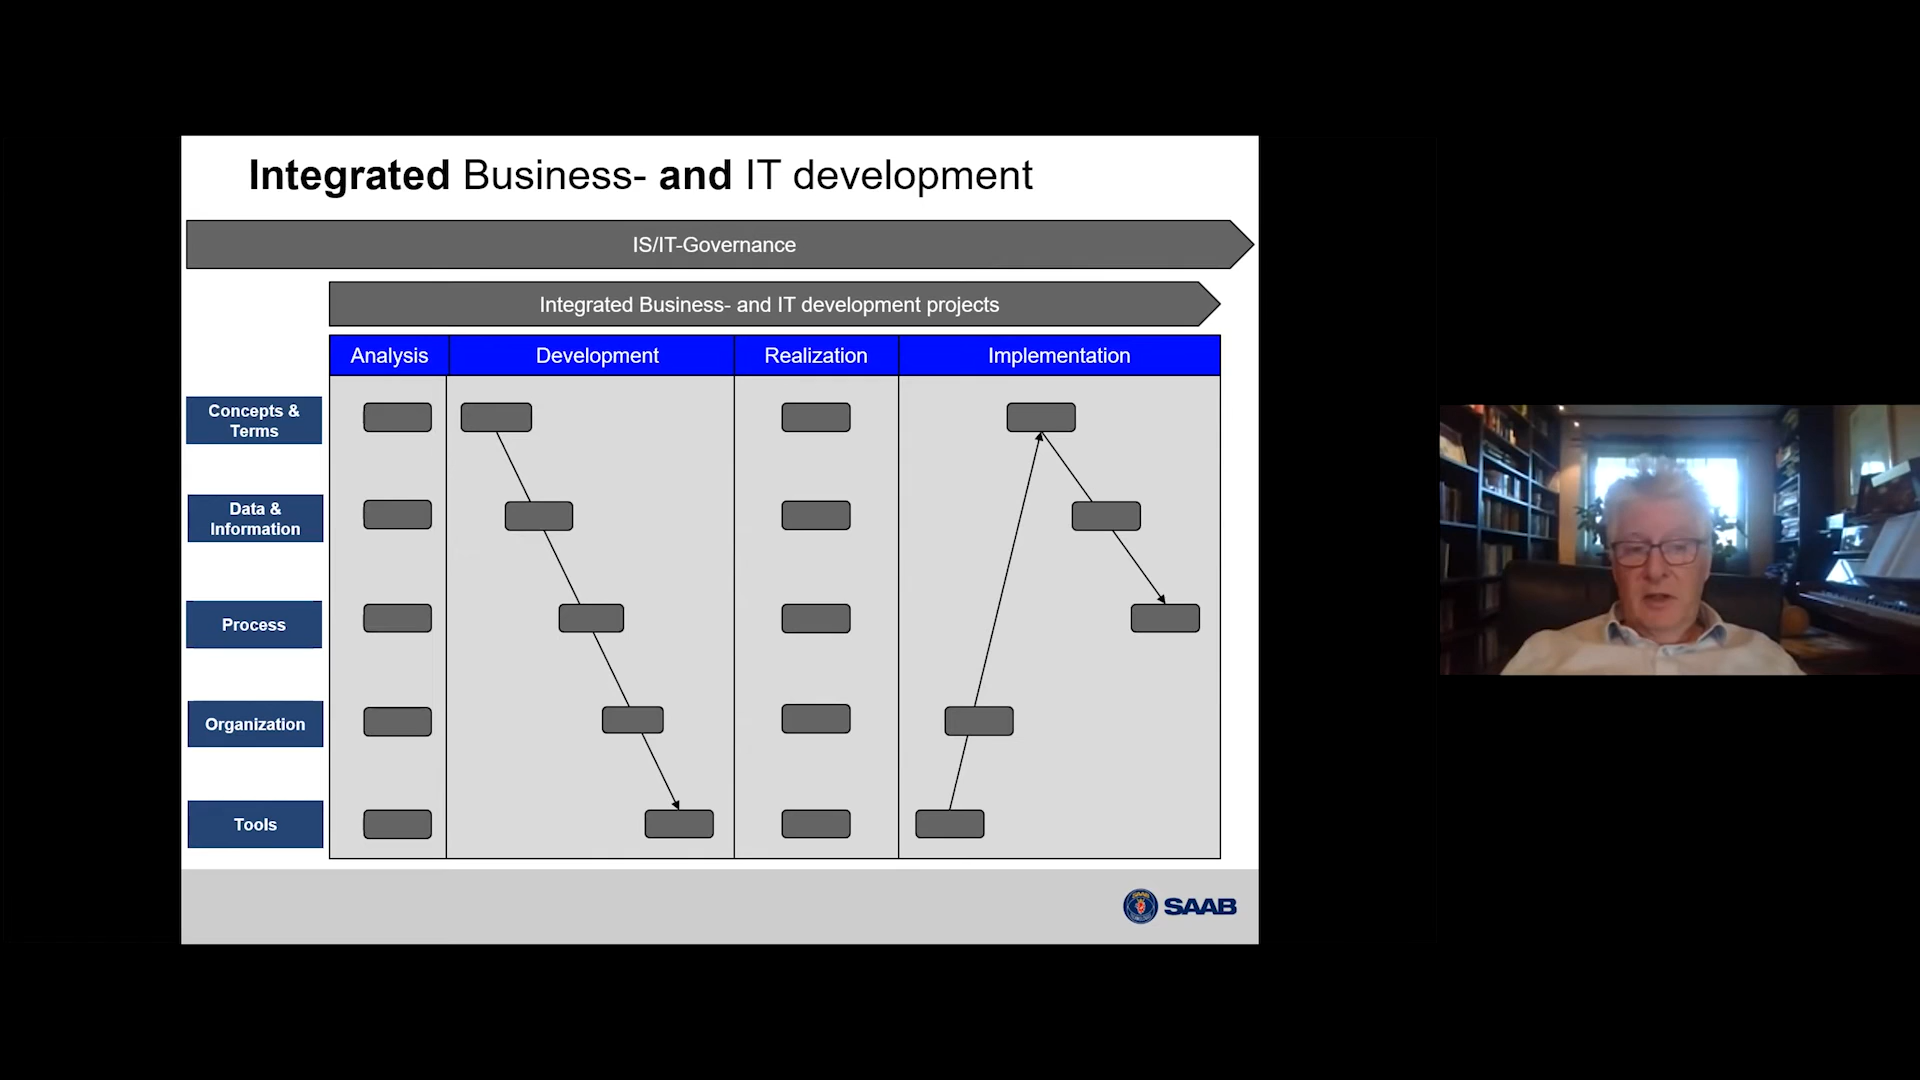 Integrated Business- and IT development
IS/IT-Governance
Integrated Business- and IT development projects
Analysis
Development
Realization
Implementation
Concepts &
Terms
Data &
Information
Process
Organization
Tools
SAAB